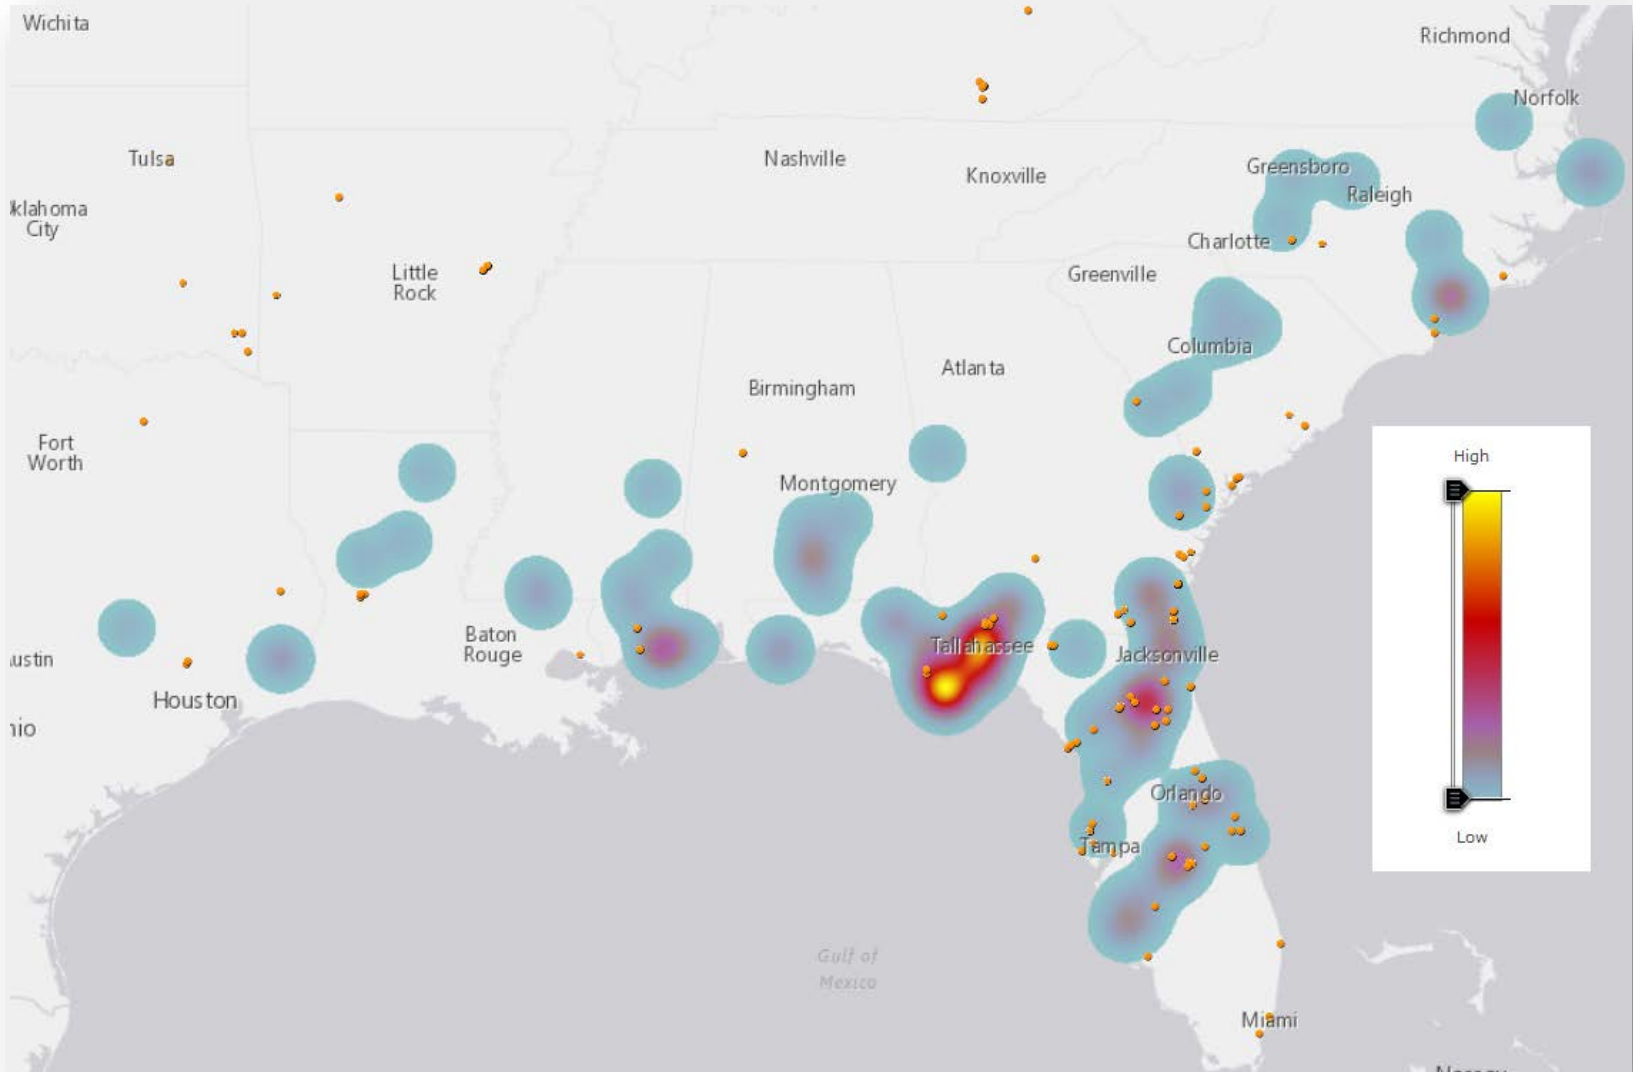 Wichita
Richmond
Norfolk
Tulsa
Nashville
Knoxville
Greensboro
Raleigh
klahoma
City
Charlotte
Little
Rock
Greenville
Columbia
Atlanta
Birmingham
Fort
Worth
Montgomery
High
Baton
Rouge
Tallahassee
Jacksonville
ustin
Houston
nio
Orlando
Tampa
Low
Gulf of
Mexico
Miami